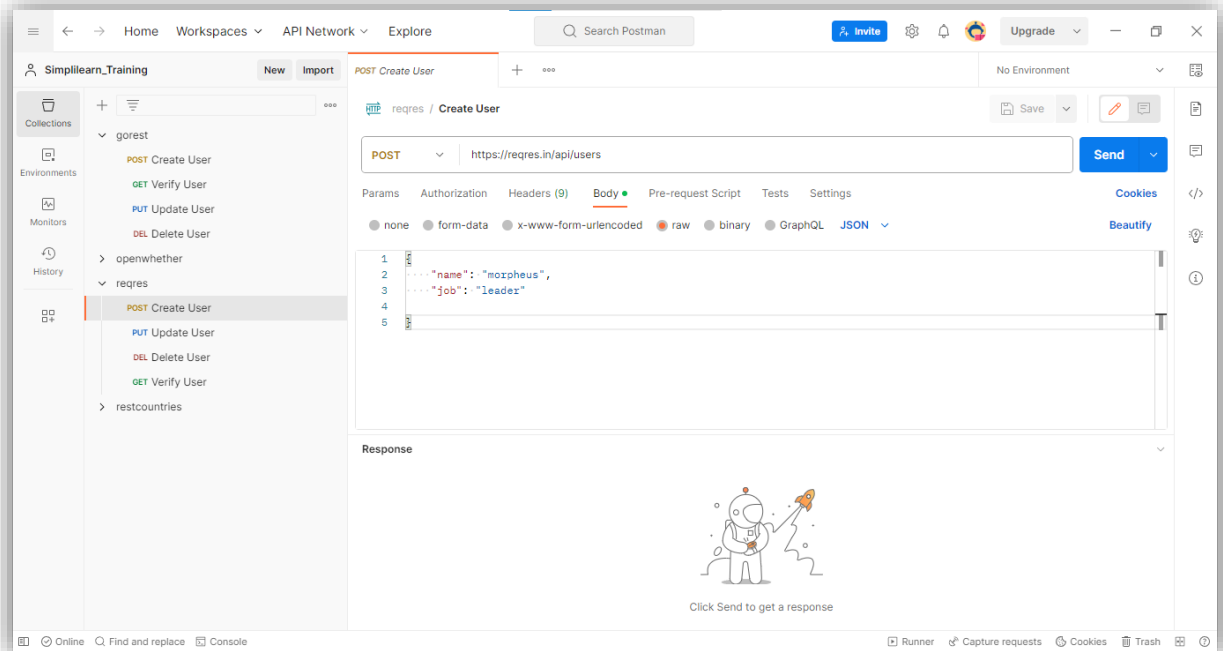 Home Workspaces API Network Explore Search Postman Invite Upgrade
Simplilearn_Training New Import POST Create User No Environment
Collections
Environments
Monitors
History
gorest
POST Create User
GET Verify User
PUT Update User
DEL Delete User
openwhether
reqres
POST Create User
PUT Update User
DEL Delete User
GET Verify User
restcountries
HTTP reqres / Create User Save
POST https://reqres.in/api/users Send
Params Authorization Headers (9) Body Pre-request Script Tests Settings Cookies
none form-data x-www-form-urlencoded raw binary GraphQL JSON Beautify
1 {
2 "name": "morpheus",
3 "job": "leader"
4
5 }
Response
Click Send to get a response
Online Find and replace Console Runner Capture requests Cookies Trash